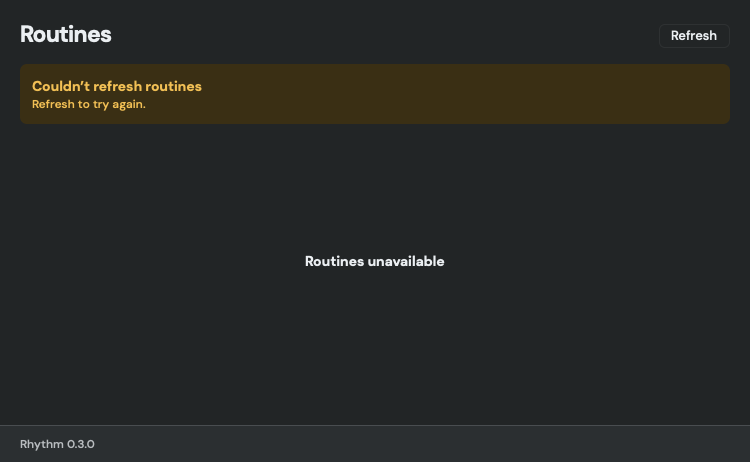 Routines
Refresh
Couldn’t refresh routines
Refresh to try again.
Routines unavailable
Rhythm 0.3.0